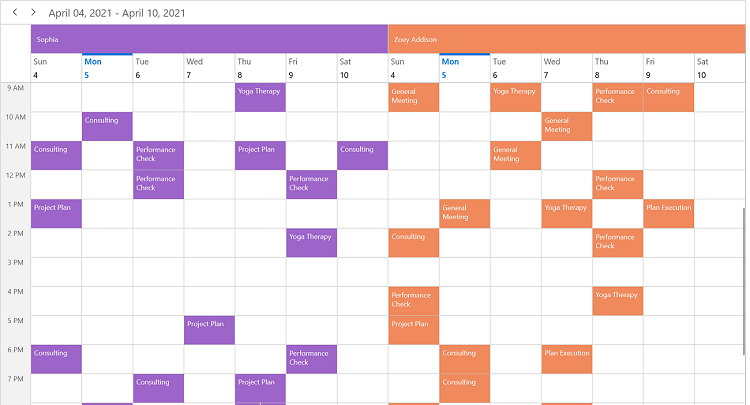 April 04, 2021 - April 10, 2021
Sophia Zoey Addison
Sun Mon Tue Wed Thu Fri Sat Sun Mon Tue Wed Thu Fri Sat
4 5 6 7 8 9 10 4 5 6 7 8 9 10
9 AM Yoga Therapy General Yoga Therapy Performance Consulting
Meeting Check
10 AM Consulting General
Meeting
11 AM Consulting Performance Project Plan Consulting General
Check Meeting
12 PM Performance Performance Performance
Check Check Check
1 PM Project Plan General Yoga Therapy Plan Execution
Meeting
2 PM Yoga Therapy Consulting Performance
Check
3 PM
4 PM Performance Yoga Therapy
Check
5 PM Project Plan Project Plan
6 PM Consulting Performance Consulting Plan Execution
Check
7 PM Consulting Project Plan Consulting